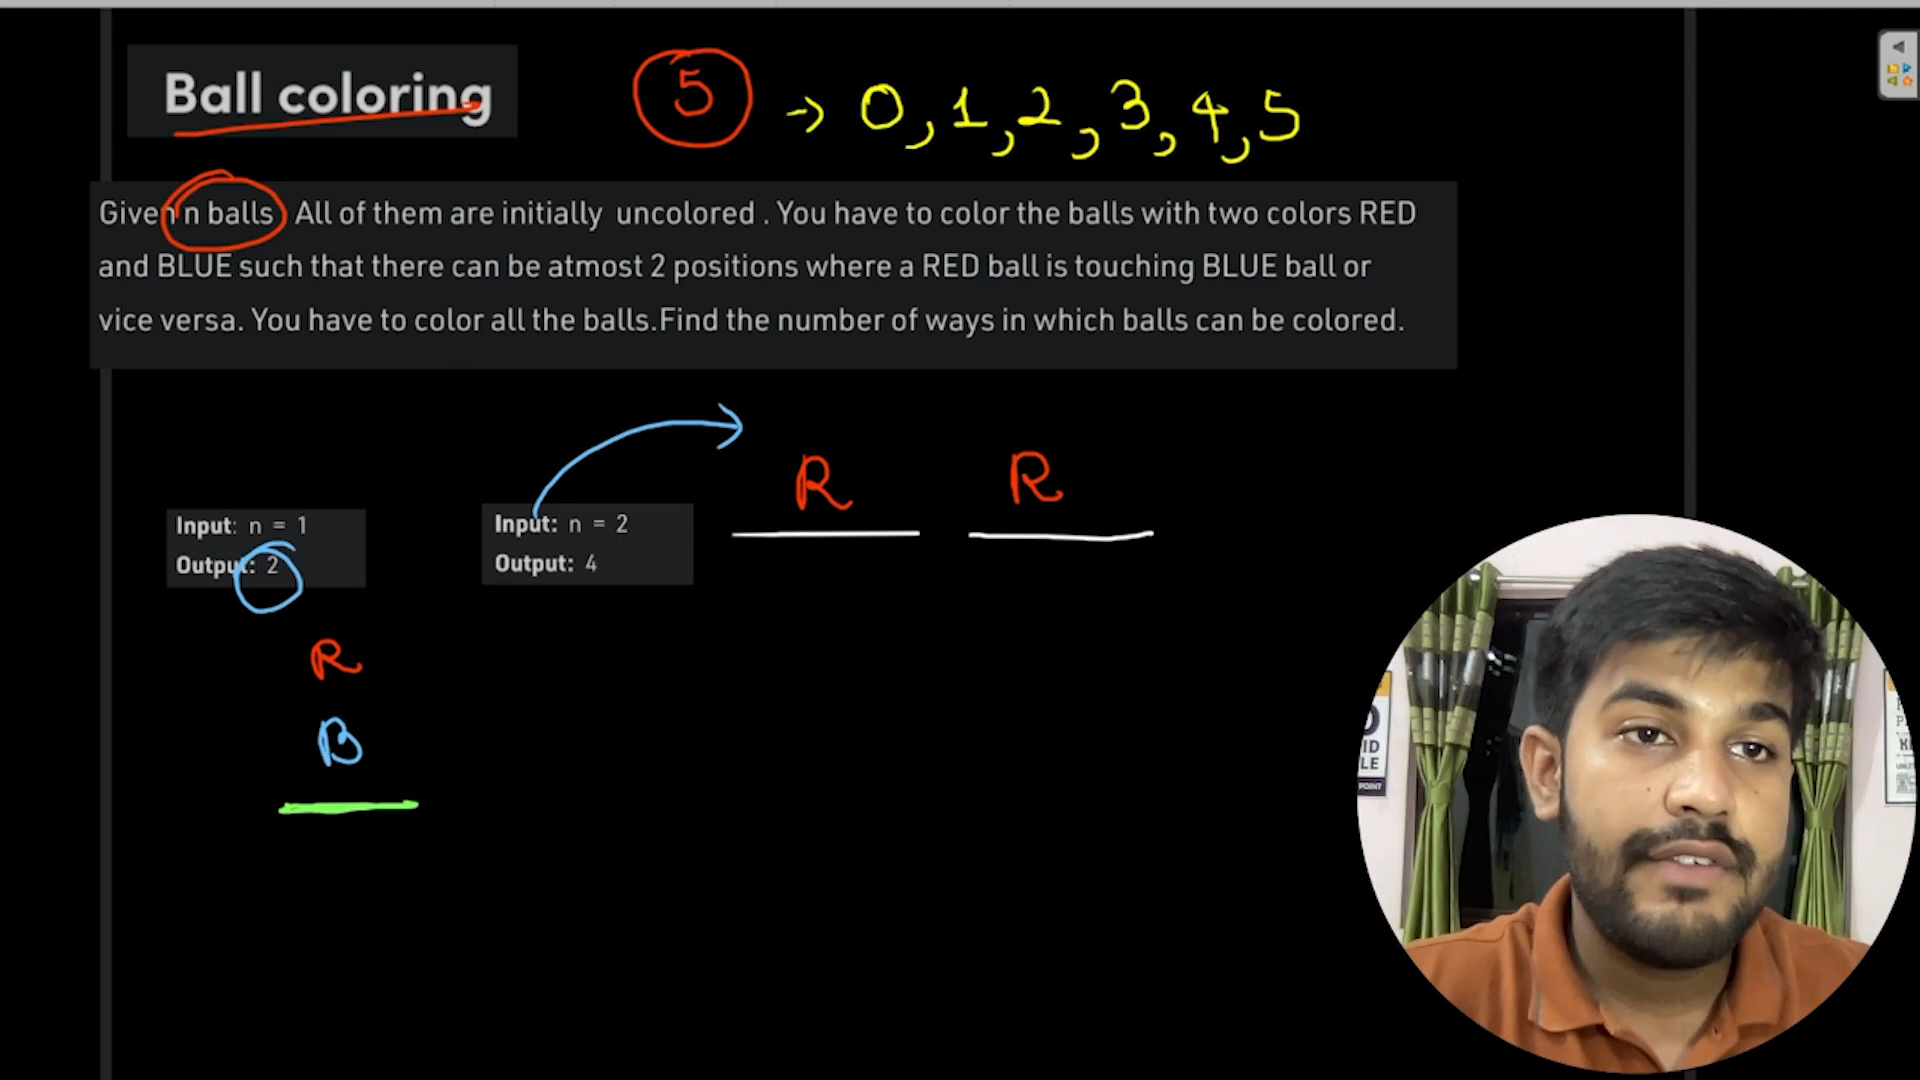 Ball coloring
5 → 0, 1, 2, 3, 4, 5
Given n balls All of them are initially uncolored . You have to color the balls with two colors RED
and BLUE such that there can be atmost 2 positions where a RED ball is touching BLUE ball or
vice versa. You have to color all the balls.Find the number of ways in which balls can be colored.
R R
Input: n = 1
Output: 2
Input: n = 2
Output: 4
R
B
ID
LE
POINT